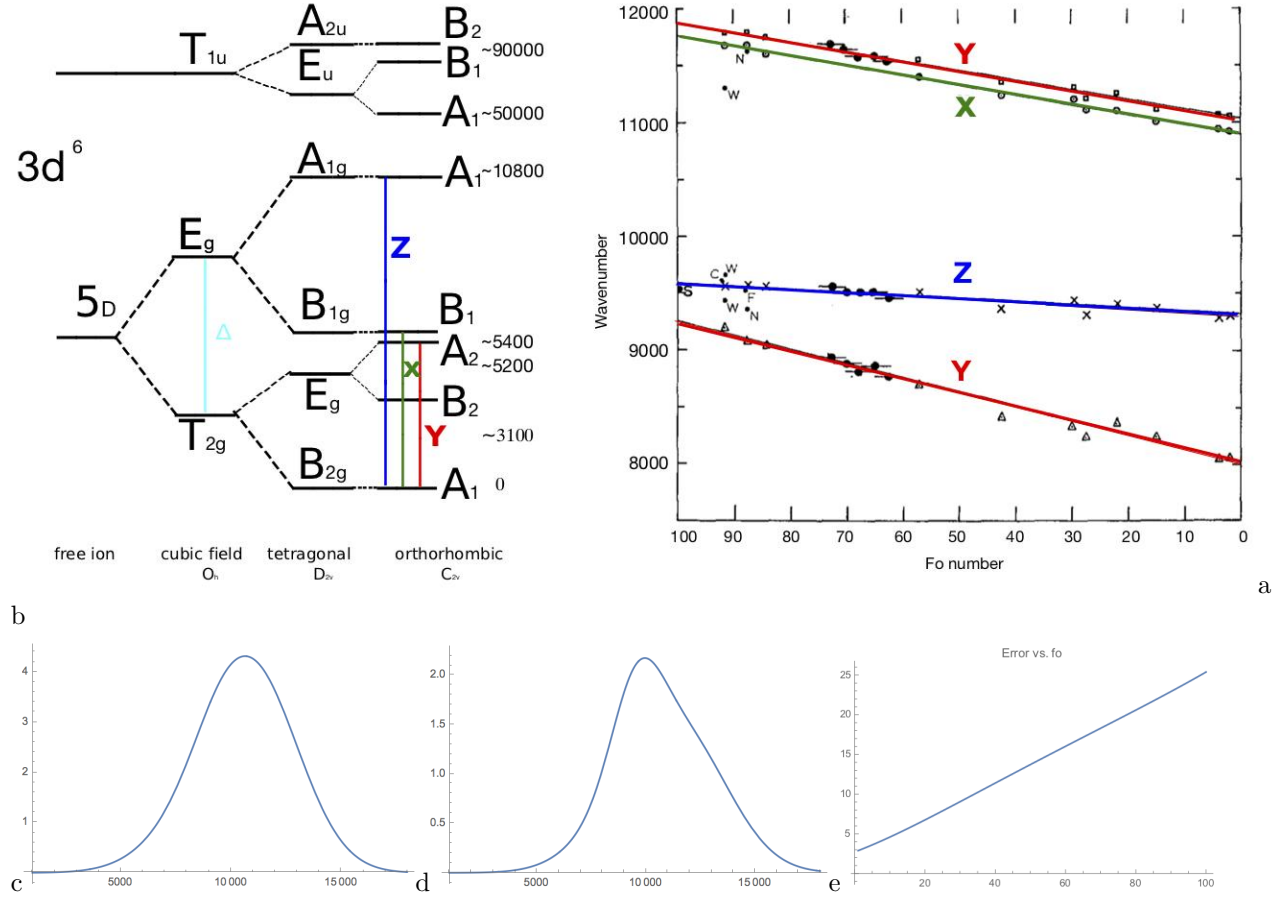 3d 6
T1u
A2u
Eu
B2
~90000
B1
A1 ~50000
A1g
A1 ~10800
Z
Eg
5D
Δ
B1g
B1
~5400
A2
~5200
X
Eg
B2
T2g
Y
~3100
B2g
A1 0
free ion
cubic field
Oh
tetragonal
D2v
orthorhombic
C2v
b
12000
11000
10000
9000
8000
Wavenumber
Y
X
N
W
Z
C W
S
F
W
N
Y
100 90 80 70 60 50 40 30 20 10 0
Fo number
a
4
3
2
1
5000 10000 15000
c
2.0
1.5
1.0
0.5
5000 10000 15000
d
Error vs. fo
25
20
15
10
5
20 40 60 80 100
e